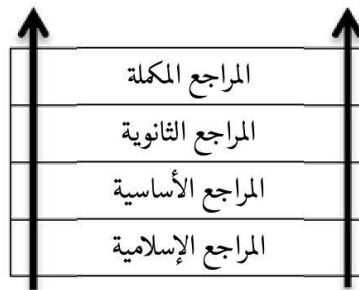 المراجع المكملة
المراجع الثانوية
المراجع الأساسية
المراجع الإسلامية